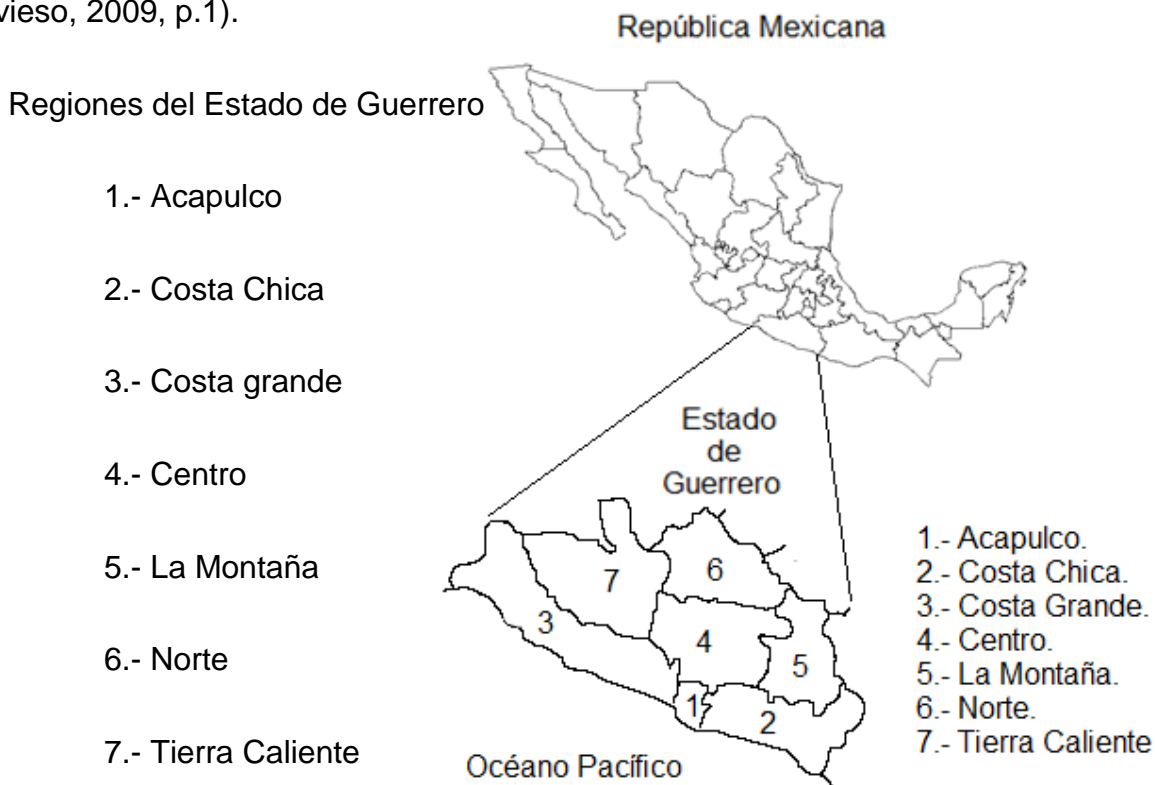 vieso, 2009, p.1).
República Mexicana
Regiones del Estado de Guerrero
1.- Acapulco
2.- Costa Chica
3.- Costa grande
4.- Centro
5.- La Montaña
6.- Norte
7.- Tierra Caliente
Estado
de
Guerrero
7
6
3
4
5
1
2
Océano Pacífico
1.- Acapulco.
2.- Costa Chica.
3.- Costa Grande.
4.- Centro.
5.- La Montaña.
6.- Norte.
7.- Tierra Caliente